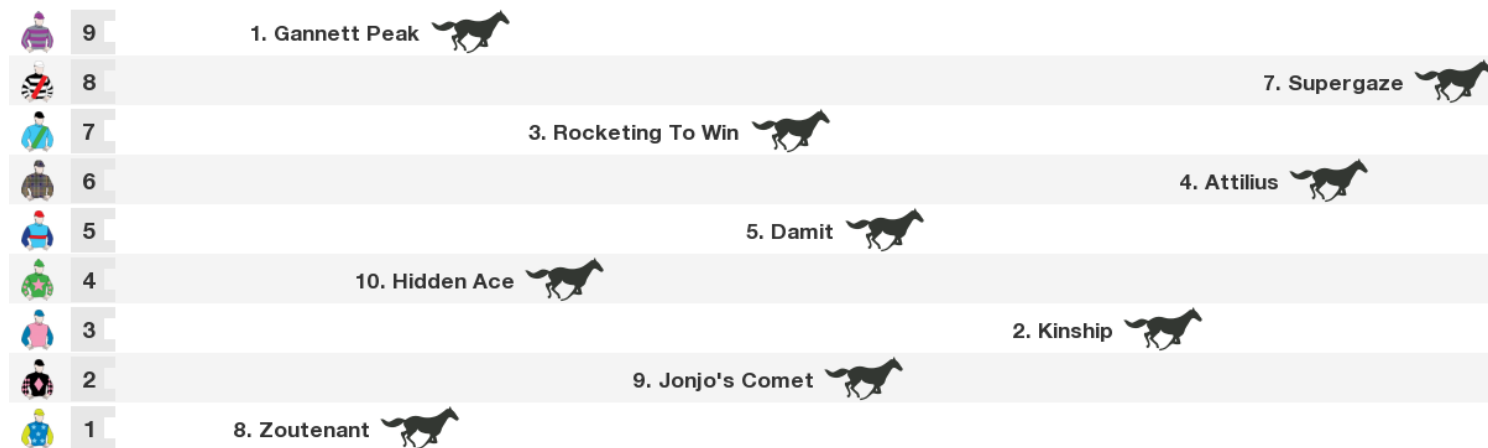 9 1. Gannett Peak
8 7. Supergaze
7 3. Rocketing To Win
6 4. Attilius
5 5. Damit
4 10. Hidden Ace
3 2. Kinship
2 9. Jonjo's Comet
1 8. Zoutenant